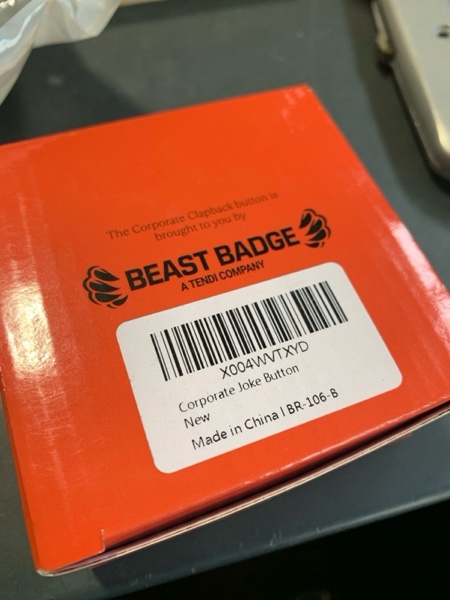 The Corporate Clapback button is
brought to you by
BEAST BADGE
A TENDI COMPANY
X004WVTXYD
Corporate Joke Button
New
Made in China | BR-106-B